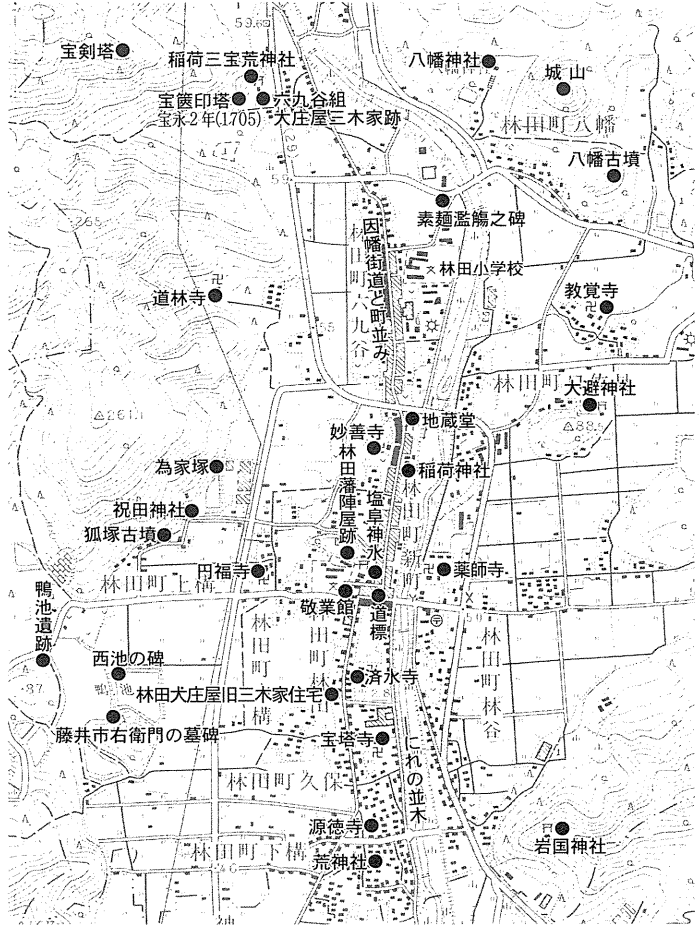 59.6
宝剣塔
稲荷三宝荒神社
八幡神社
城山
宝篋印塔
宝永2年(1705)
六九谷組
大庄屋三木家跡
林田町八幡
八幡古墳
素麺濫觴之碑
因幡街道と町並み
林田町六九谷
林田小学校
道林寺
教覚寺
大避神社
△88
地蔵堂
△261.1
妙善寺
稲荷神社
為家塚
林田藩陣屋跡
塩阜神水
林田町新町
祝田神社
狐塚古墳
円福寺
薬師寺
林田町上構
敬業館
道標
鴨池遺跡
林田町
林田町林谷
西池の碑
鴨池
済水寺
林田大庄屋旧三木家住宅
藤井市右衛門の墓碑
宝塔寺
にれの並木
林田町久保
源徳寺
岩国神社
林田町下構
荒神社